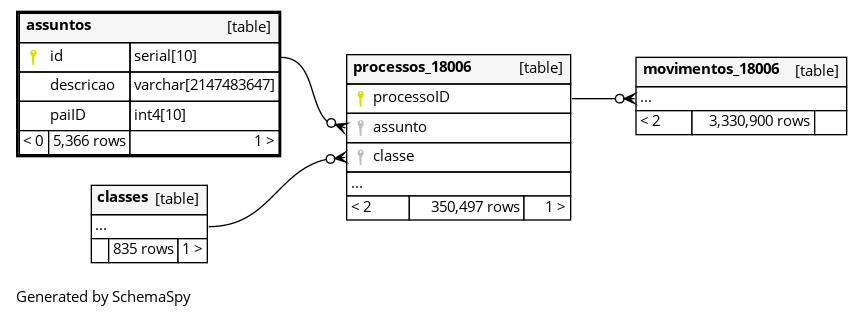 assuntos [table]
id serial[10]
descricao varchar[2147483647]
paiID int4[10]
< 0 5,366 rows 1 >
processos_18006 [table]
processoID
assunto
classe
...
< 2 350,497 rows 1 >
movimentos_18006 [table]
...
< 2 3,330,900 rows
classes [table]
...
835 rows 1 >
Generated by SchemaSpy